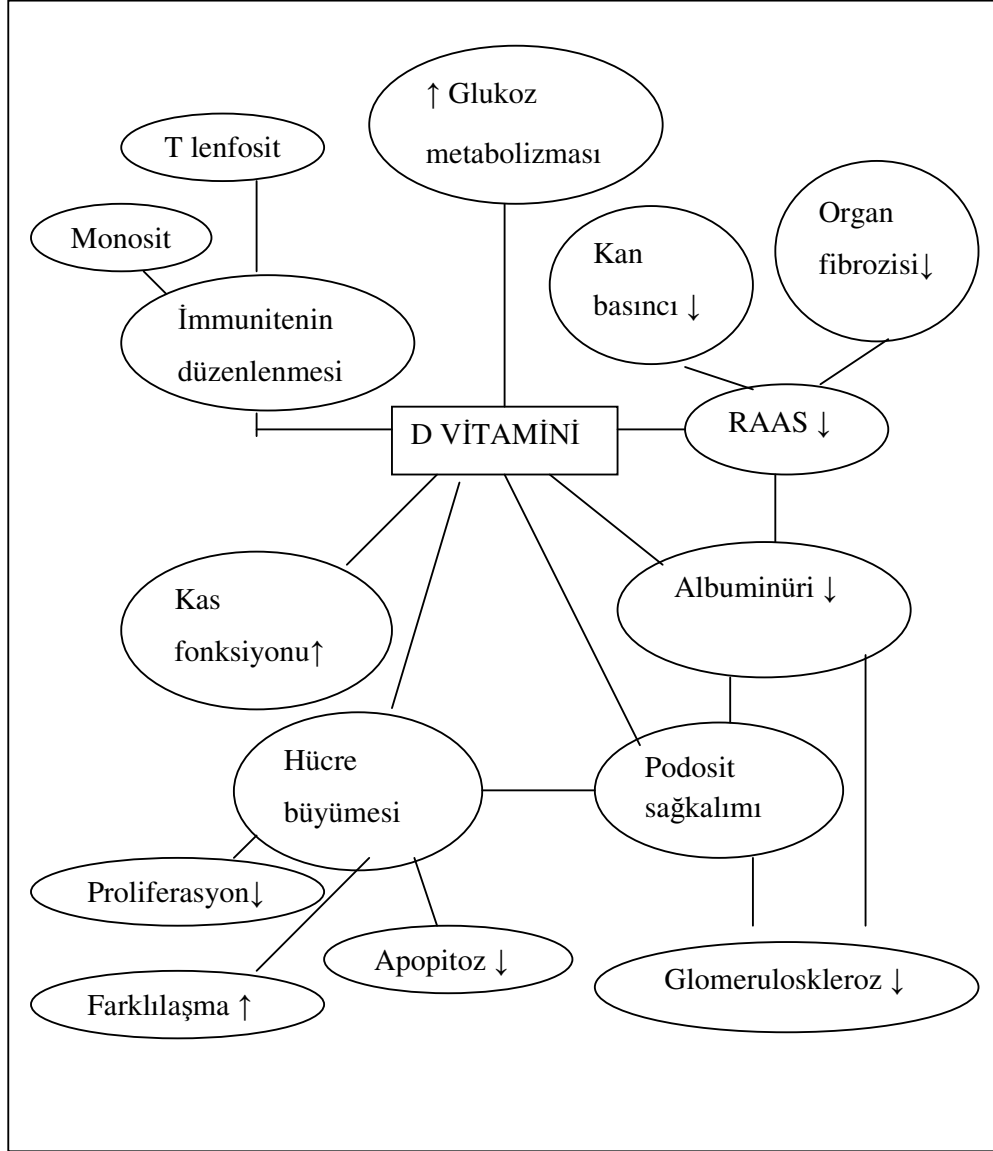 ↑ Glukoz
metabolizması
T lenfosit
Monosit
Kan
basıncı ↓
Organ
fibrozisi↓
İmmunitenin
düzenlenmesi
D VİTAMİNİ
RAAS ↓
Kas
fonksiyonu↑
Albuminüri ↓
Hücre
büyümesi
Podosit
sağkalımı
Proliferasyon↓
Apopitoz ↓
Farklılaşma ↑
Glomeruloskleroz ↓